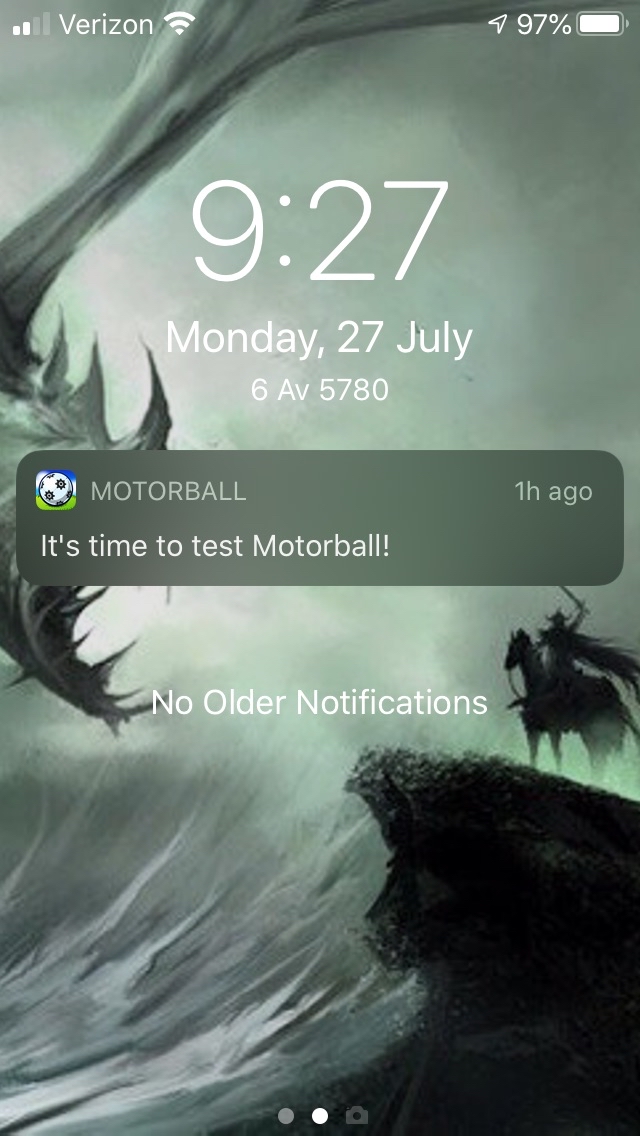 Verizon 97%
9:27
Monday, 27 July
6 Av 5780
MOTORBALL 1h ago
It's time to test Motorball!
No Older Notifications